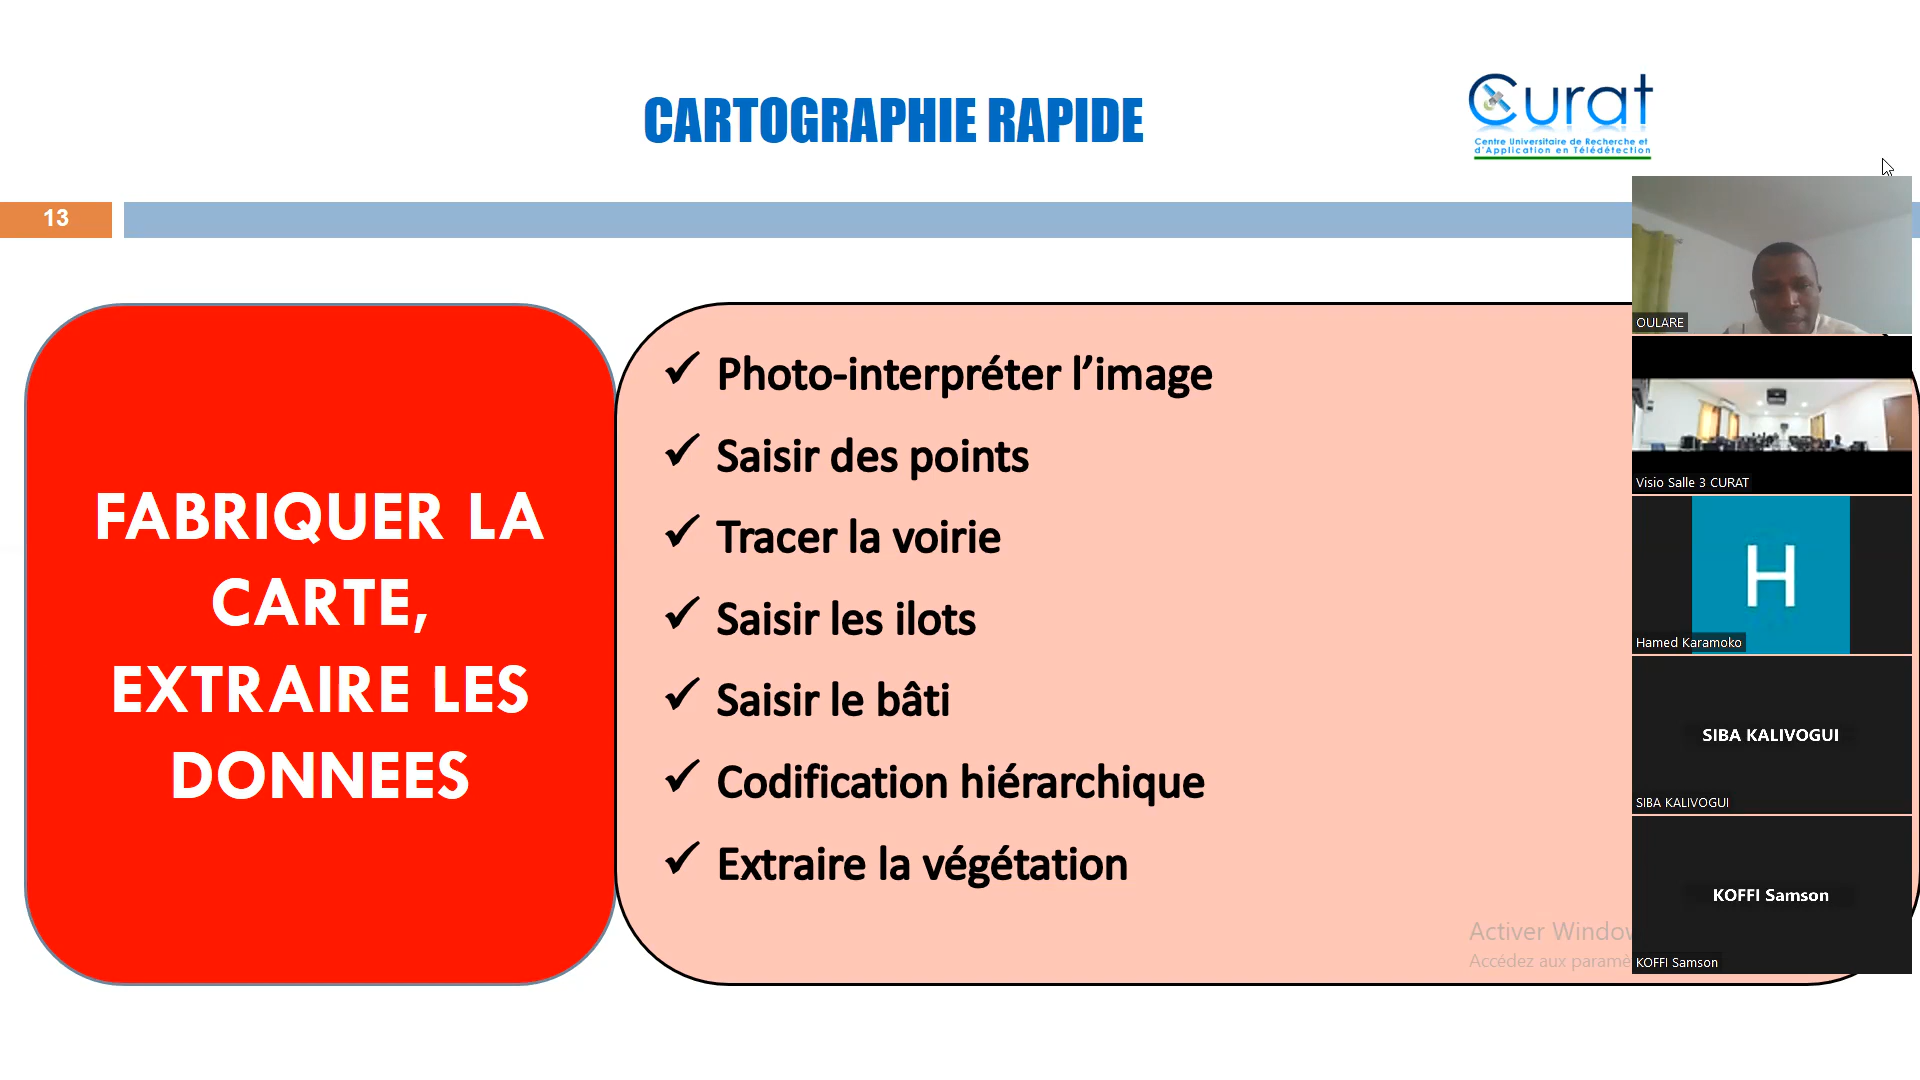 CARTOGRAPHIE RAPIDE
Curat
Centre Universitaire de Recherche et
d'Application en Télédétection
13
FABRIQUER LA
CARTE,
EXTRAIRE LES
DONNEES
✓ Photo-interpréter l’image
✓ Saisir des points
✓ Tracer la voirie
✓ Saisir les ilots
✓ Saisir le bâti
✓ Codification hiérarchique
✓ Extraire la végétation
Activer Windov
Accédez aux paramè
OULARE
Visio Salle 3 CURAT
H
Hamed Karamoko
SIBA KALIVOGUI
SIBA KALIVOGUI
KOFFI Samson
KOFFI Samson